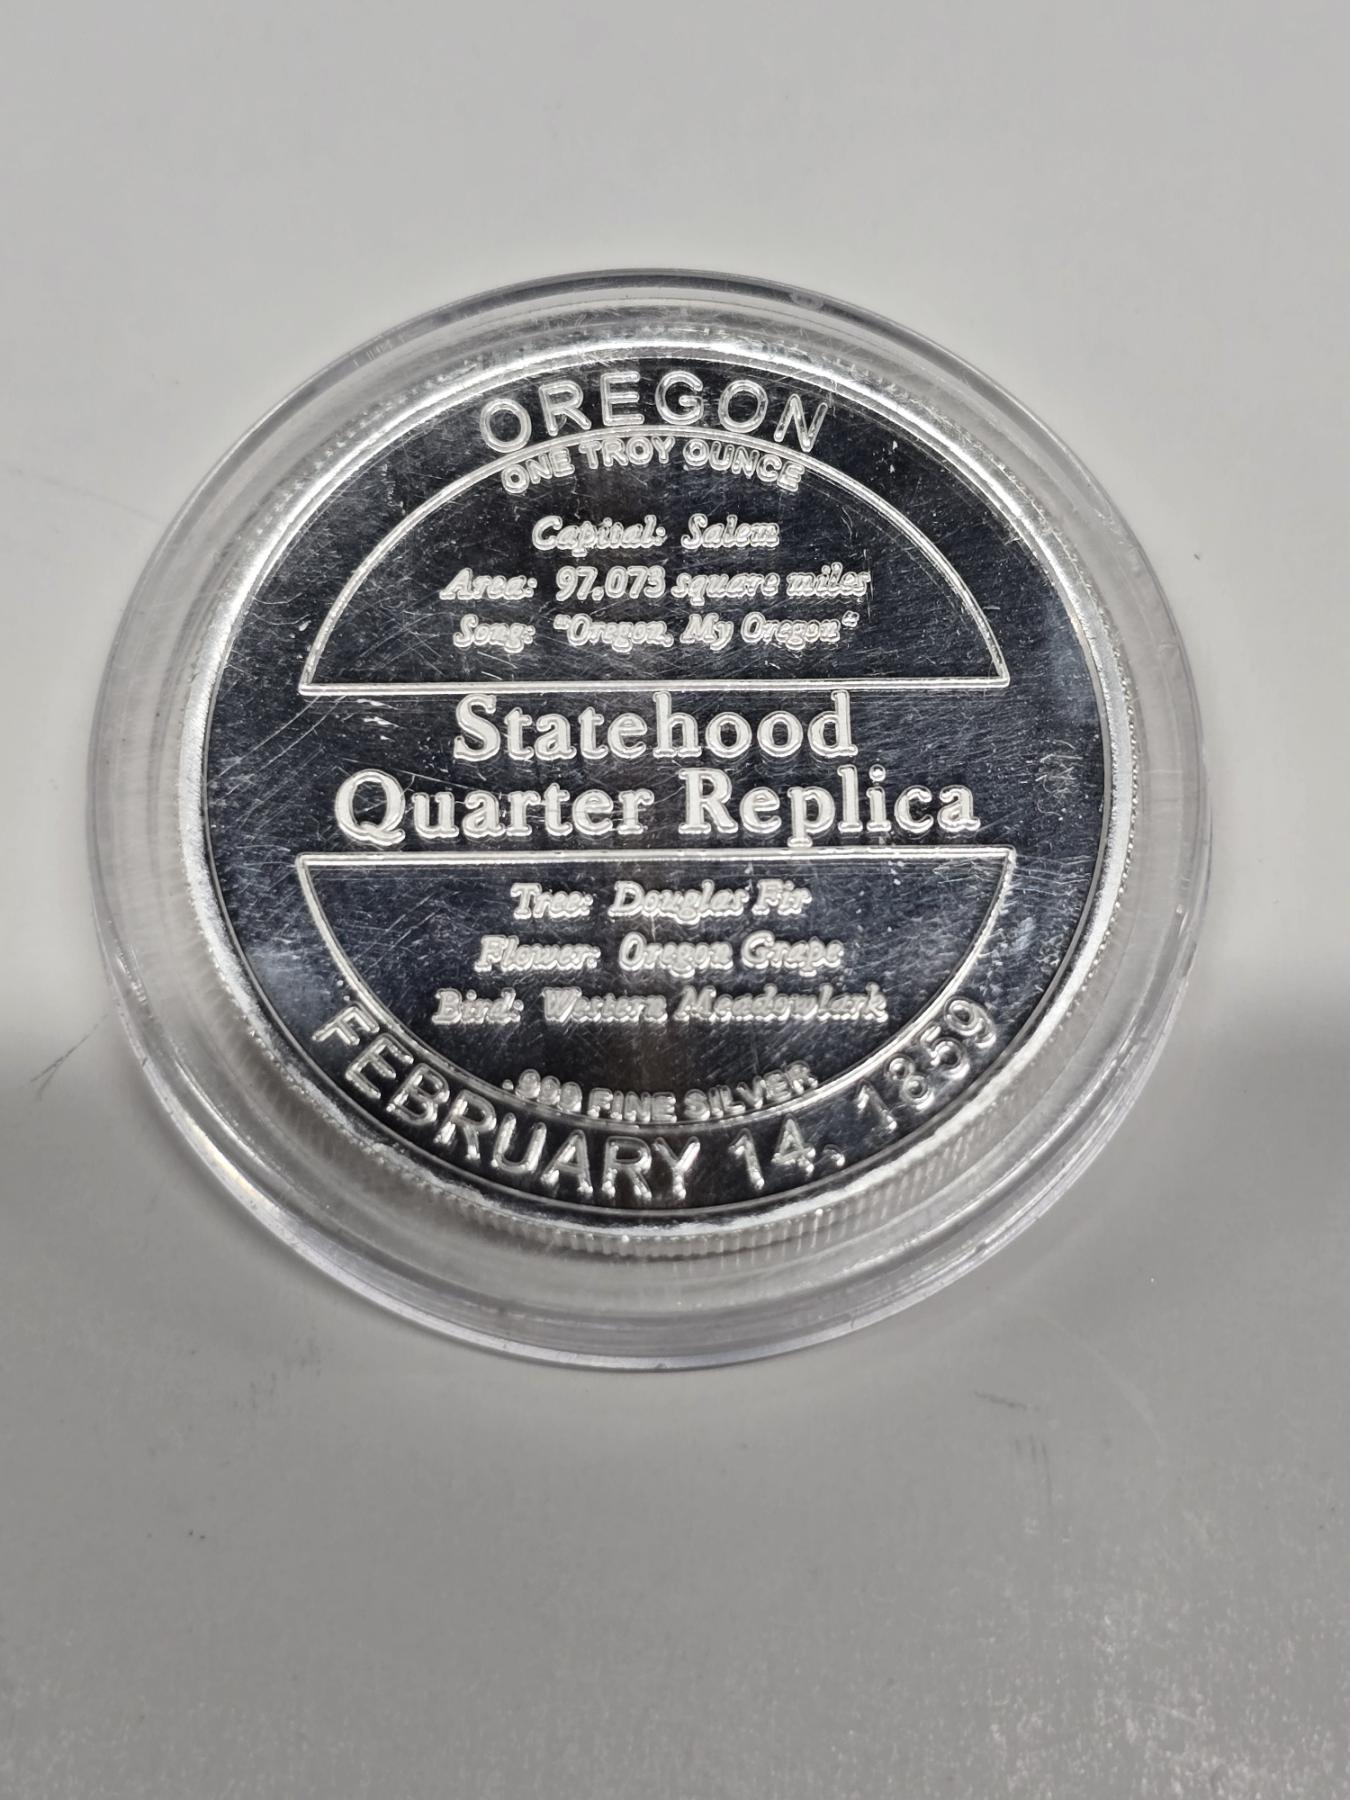 OREGON
ONE TROY OUNCE
Capital: Salem
Area: 97,073 square miles
Song: "Oregon, My Oregon"
Statehood
Quarter Replica
Tree: Douglas Fir
Flower: Oregon Grape
Bird: Western Meadowlark
.999 FINE SILVER
FEBRUARY 14, 1859